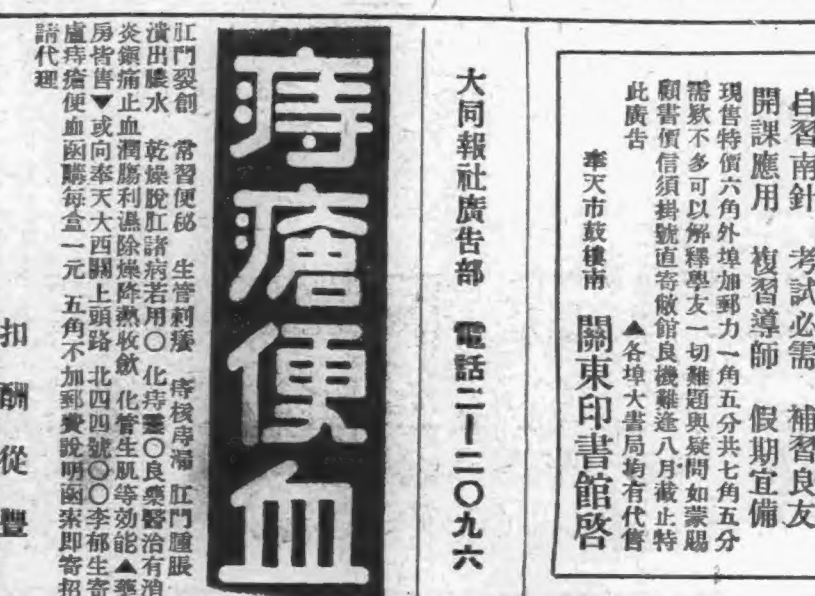 自習南針　考試必需　補習良友
開課應用　複習導師　假期宜備
現售特價六角外埠加郵力一角五分共七角五分
需欵不多可以解釋學友一切難題與疑問如蒙賜
顧書價信須掛號直寄敝館良機難逢八月截止特
此廣告
▲各埠大書局均有代售
奉天市鼓樓南　關東印書館啓
大同報社廣告部　電話二—二〇九六
痔瘡便血
肛門裂創　常習便秘　生管刺癢　痔核痔漏　肛門腫脹
潰出膿水　乾燥脫肛諸病若用〇　化痔靈〇良藥醫治有消
炎鎮痛止血潤腸利濕除燥降熱收歛　化管生肌等効能▲藥
房皆售▼或向奉天大西關上頭路　北四四號〇〇李郁生寄
盧痔瘡便血函購每盒一元　五角不加郵費說明函索即寄招
請代理
扣酬從豐